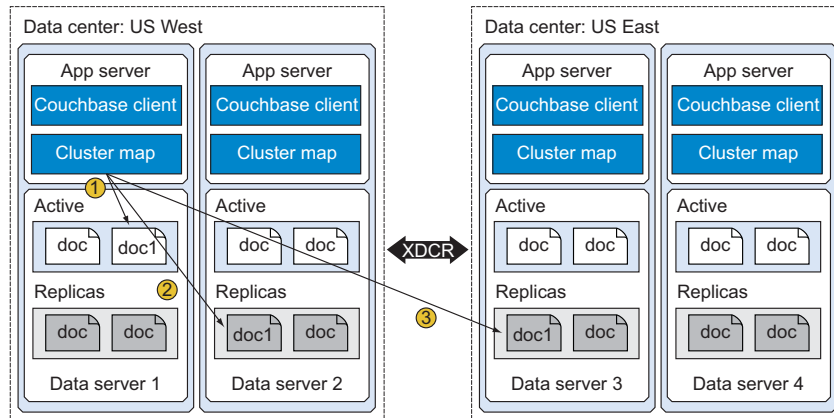 Data center: US West
App server
Couchbase client
Cluster map
1
Active
doc
doc1
Replicas
2
doc
doc
Data server 1
App server
Couchbase client
Cluster map
Active
doc
doc
Replicas
doc1
doc
Data server 2
XDCR
3
Data center: US East
App server
Couchbase client
Cluster map
Active
doc
doc
Replicas
doc1
doc
Data server 3
App server
Couchbase client
Cluster map
Active
doc
doc
Replicas
doc
doc
Data server 4